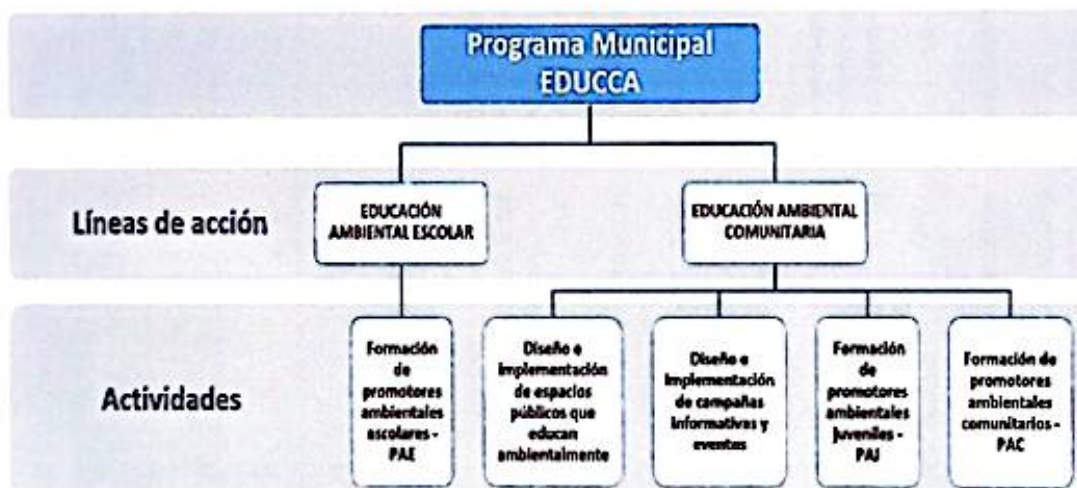 Programa Municipal
EDUCCA
Líneas de acción
EDUCACIÓN
AMBIENTAL ESCOLAR
EDUCACIÓN AMBIENTAL
COMUNITARIA
Actividades
Formación
de
promotores
ambientales
escolares -
PAE
Diseño e
implementación
de espacios
públicos que
educan
ambientalmente
Diseño e
implementación
de campañas
informativas y
eventos
Formación
de
promotores
ambientales
juveniles -
PAJ
Formación de
promotores
ambientales
comunitarios -
PAC